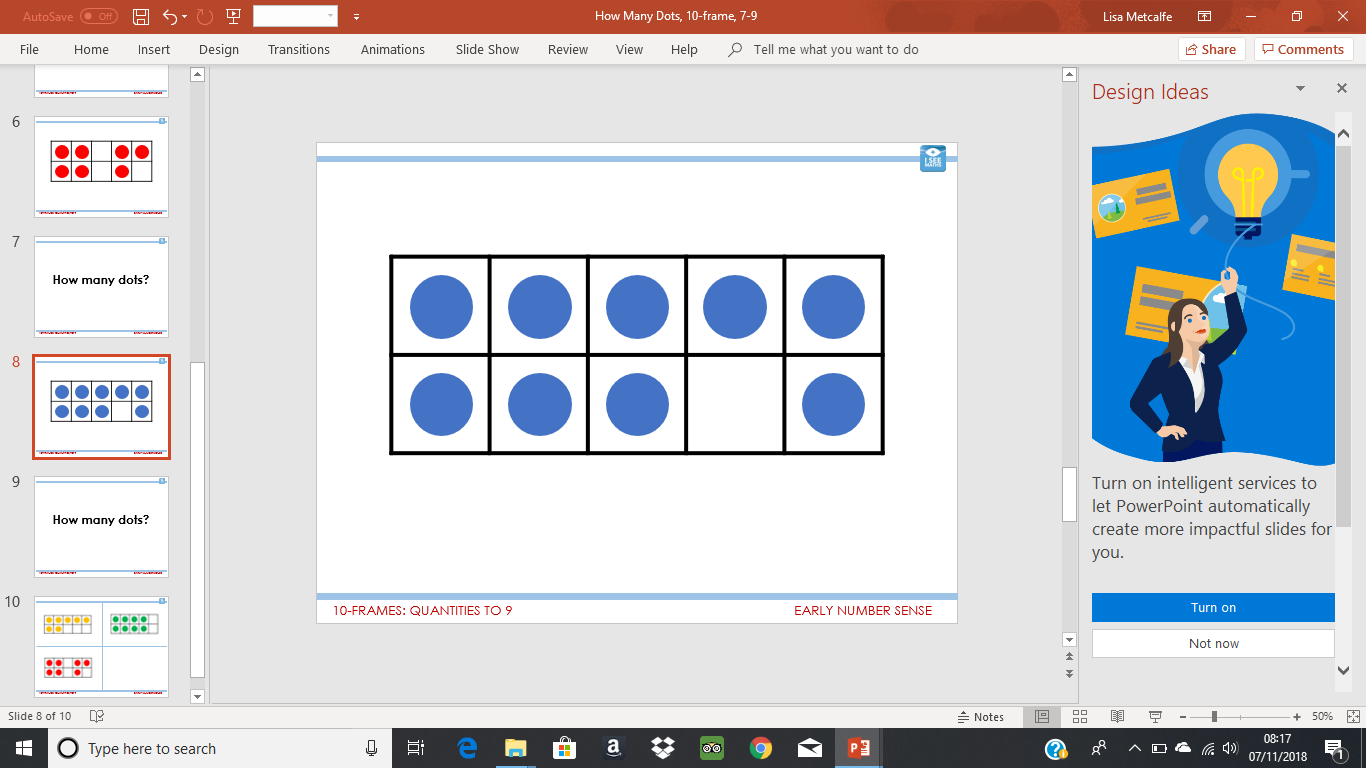 AutoSave Off
How Many Dots, 10-frame, 7-9
Lisa Metcalfe
File Home Insert Design Transitions Animations Slide Show Review View Help Tell me what you want to do
Share Comments
6
7
How many dots?
8
9
How many dots?
10
I SEE
MATHS
10-FRAMES: QUANTITIES TO 9 EARLY NUMBER SENSE
Design Ideas
Turn on intelligent services to
let PowerPoint automatically
create more impactful slides for
you.
Turn on
Not now
Slide 8 of 10
Notes
50%
Type here to search
08:17
07/11/2018
1